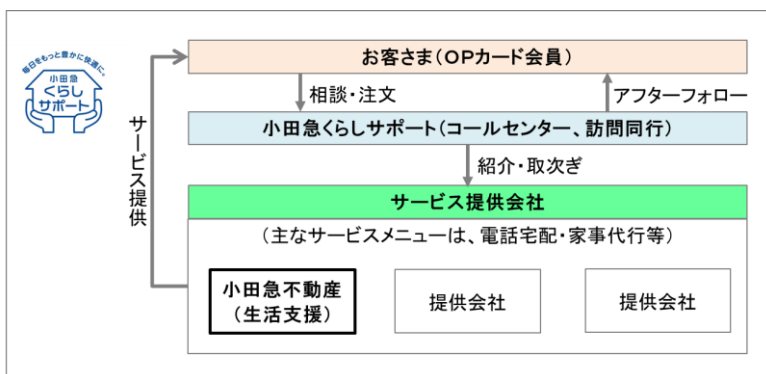 毎日をもっと豊かに快適に。
小田急
くらし
サポート
お客さま(OPカード会員)
相談・注文
アフターフォロー
小田急くらしサポート(コールセンター、訪問同行)
紹介・取次ぎ
サービス提供
サービス提供会社
(主なサービスメニューは、電話宅配・家事代行等)
小田急不動産
(生活支援)
提供会社
提供会社